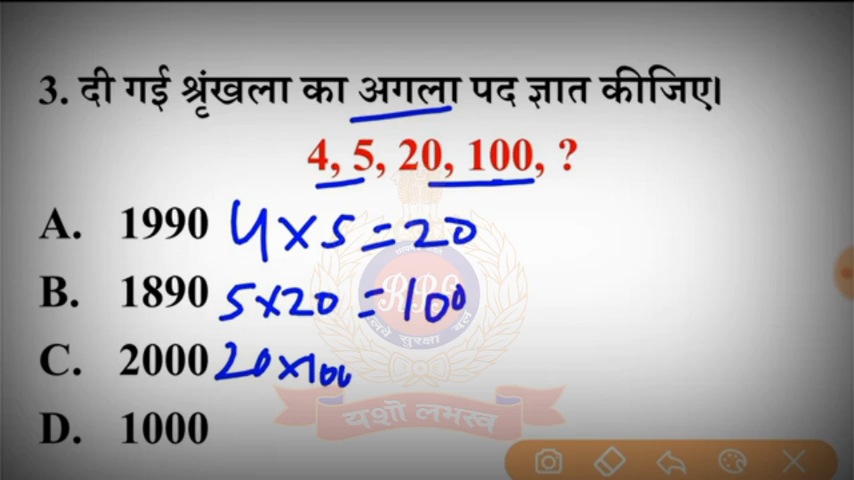 3. दी गई श्रृंखला का अगला पद ज्ञात कीजिए।
4, 5, 20, 100, ?
A. 1990 4×5=20
B. 1890 5×20=100
C. 2000 20×100
D. 1000
यशो लभस्व